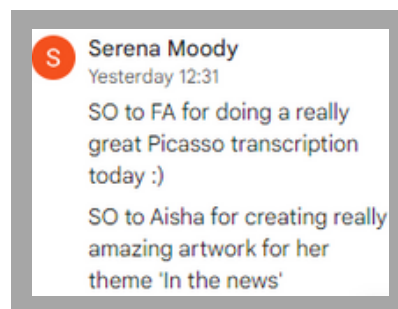 S
Serena Moody
Yesterday 12:31
SO to FA for doing a really
great Picasso transcription
today :)
SO to Aisha for creating really
amazing artwork for her
theme 'In the news'